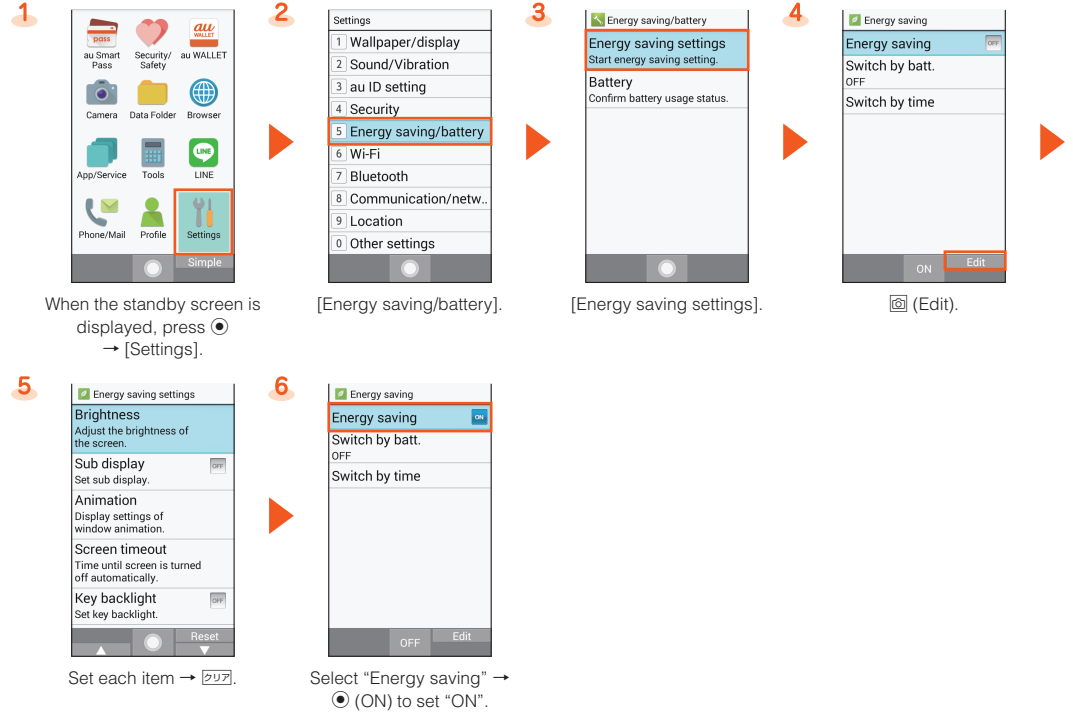 1
pass
au Smart
Pass
Security/
Safety
au
WALLET
au WALLET
Camera
Data Folder
Browser
App/Service
Tools
LINE
LINE
Phone/Mail
Profile
Settings
Simple
When the standby screen is
displayed, press
→ [Settings].
2
Settings
1 Wallpaper/display
2 Sound/Vibration
3 au ID setting
4 Security
5 Energy saving/battery
6 Wi-Fi
7 Bluetooth
8 Communication/netw..
9 Location
0 Other settings
[Energy saving/battery].
3
Energy saving/battery
Energy saving settings
Start energy saving setting.
Battery
Confirm battery usage status.
[Energy saving settings].
4
Energy saving
Energy saving OFF
Switch by batt.
OFF
Switch by time
ON Edit
(Edit).
5
Energy saving settings
Brightness
Adjust the brightness of
the screen.
Sub display OFF
Set sub display.
Animation
Display settings of
window animation.
Screen timeout
Time until screen is turned
off automatically.
Key backlight OFF
Set key backlight.
Reset
Set each item → クリア.
6
Energy saving
Energy saving ON
Switch by batt.
OFF
Switch by time
OFF Edit
Select “Energy saving” →
(ON) to set “ON”.